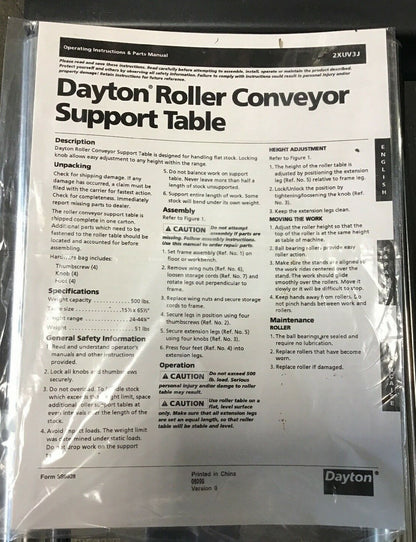 Operating Instructions & Parts Manual
2XUV3J
Please read and save these instructions. Read carefully before attempting to assemble, install, operate or maintain the product described.
Protect yourself and others by observing all safety information. Failure to comply with instructions could result in personal injury and/or
property damage! Retain instructions for future reference.
Dayton® Roller Conveyor
Support Table
ENGLISH
Description
Dayton Roller Conveyor Support Table is designed for handling flat stock. Locking
knob allows easy adjustment to any height within the range.
Unpacking
Check for shipping damage. If any
damage has occurred, a claim must be
filed with the carrier for fastest action.
Check for completeness. Immediately
report missing parts to dealer.
The roller conveyor support table is
shipped complete in one carton.
Additional parts which need to be
fastened to the roller table should be
located and accounted for before
assembling.
Hardware bag includes:
Thumbscrew (4)
Knob (4)
Foot (4)
Specifications
Weight capacity 500 lbs.
Table size
Height range
Weight 51 lbs
General Safety Information
1. Read and understand operator's
manuals and other instructions
provided.
2. Lock all knobs and thumbscrews
securely.
3. Do not overload. To handle stock
which exceeds that weight limit, space
additional roller support tables at
even intervals over the length of the
stock.
4. Avoid impact loads. The weight limit
was determined under static loads.
Do not drop work on the support
5. Do not balance work on support
table. Never leave more than half a
length of stock unsupported.
6. Support entire length of work. Some
stock will bend under its own weight.
Assembly
Refer to Figure 1.
CAUTION Do not attempt
assembly if parts are
missing. Follow assembly instructions.
Use this manual to order repair parts.
1. Set frame assembly (Ref. No. 1) on
floor or workbench.
2. Remove wing nuts (Ref. No. 6),
loosen storage cords (Ref. No. 7) and
rotate legs out perpendicular to
frame.
3. Replace wing nuts and secure storage
cords to frame.
4. Secure legs in position using four
thumbscrews (Ref. No. 2).
5. Secure extension legs (Ref. No. 5)
using four knobs (Ref. No. 3).
6. Press four feet (Ref. No. 4) into
extension legs.
Operation
CAUTION Do not exceed 500
lb. load. Serious
personal injury and/or damge to roller
table may result.
CAUTION Use roller table on a
flat, level surface
only. Make sure that all extension legs
are set an equal length, so that roller
table will be stable and level.
HEIGHT ADJUSTMENT
Refer to Figure 1.
1. The height of the roller table is
adjusted by positioning the extension
leg (Ref. No. 5) relative to frame leg.
2. Lock/Unlock the position by
tightening/loosening the knob (Ref.
No. 3).
3. Keep the extension legs clean.
MOVING THE WORK
1. Adjust the roller height so that the
top of the roller is at the same height
as table of machine.
2. Ball bearing rollers provide easy
roller action.
3. Make sure the stands are aligned so
the work rides centered over the
stand. The work should glide
smoothly over the rollers. Move it
slowly or it will be difficult to stop.
4. Keep hands away from rollers. Do
not pinch hands between work and
rollers.
Maintenance
ROLLER
1. The ball bearings are sealed and
require no lubrication.
2. Replace rollers that have become
worn.
3. Replace roller if damaged.
Form
Printed in China
Version 0
Dayton®